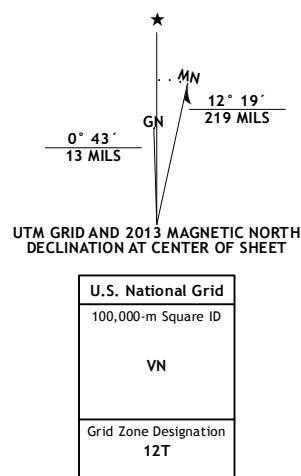 ★
MN
GN
12° 19´
219 MILS
0° 43´
13 MILS
UTM GRID AND 2013 MAGNETIC NORTH
DECLINATION AT CENTER OF SHEET
U.S. National Grid
100,000-m Square ID
VN
Grid Zone Designation
12T